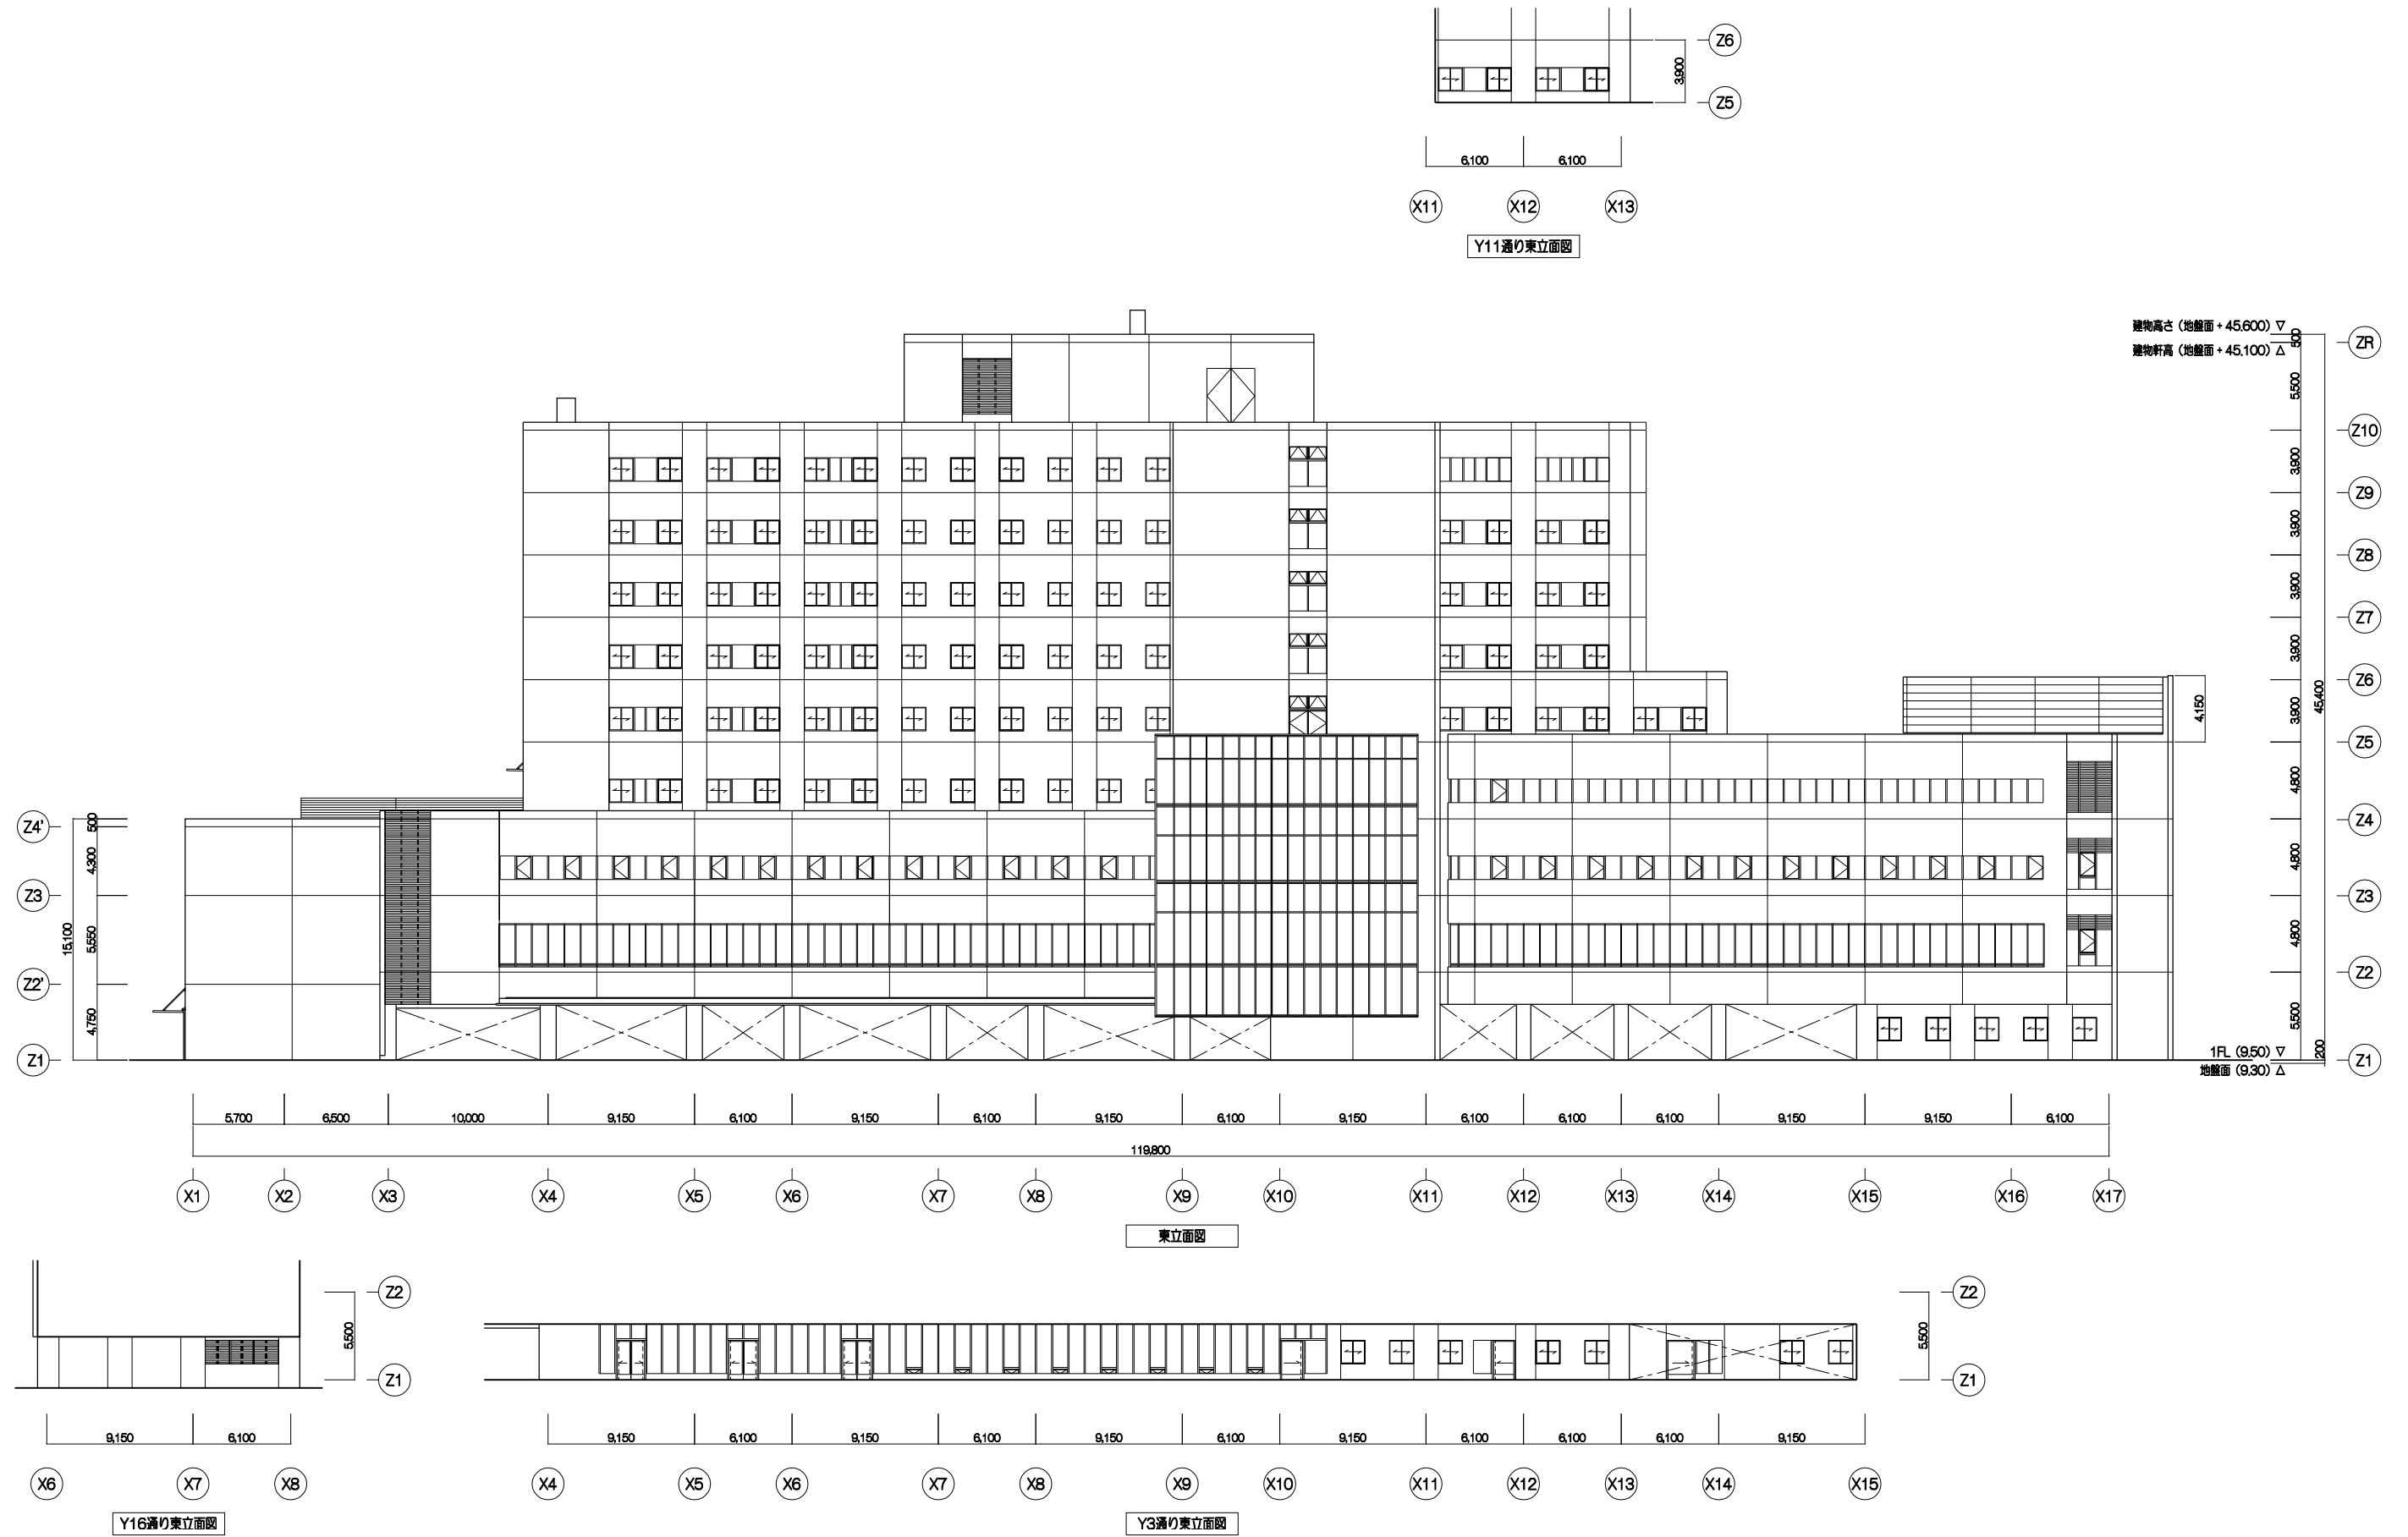 Z6
3,900
Z5
6,100 6,100
X11 X12 X13
Y11通り東立面図
建物高さ（地盤面 + 45,600）▽
500
ZR
建物軒高（地盤面 + 45,100）△
5,500
Z10
3,900
Z9
3,900
Z8
3,900
Z7
3,900
Z6
3,900
4,150
45,400
Z5
4,800
Z4
4,800
Z3
4,800
Z2
5,500
1FL（9.50）▽
200
Z1
地盤面（9.30）△
Z4'
500
4,300
Z3
15,100
5,550
Z2'
4,750
Z1
5,700 6,500 10,000 9,150 6,100 9,150 6,100 9,150 6,100 9,150 6,100 6,100 6,100 9,150 9,150 6,100
119,800
X1 X2 X3 X4 X5 X6 X7 X8 X9 X10 X11 X12 X13 X14 X15 X16 X17
東立面図
Z2
5,500
Z1
9,150 6,100
X6 X7 X8
Y16通り東立面図
Z2
5,500
Z1
9,150 6,100 9,150 6,100 9,150 6,100 9,150 6,100 6,100 6,100 9,150
X4 X5 X6 X7 X8 X9 X10 X11 X12 X13 X14 X15
Y3通り東立面図